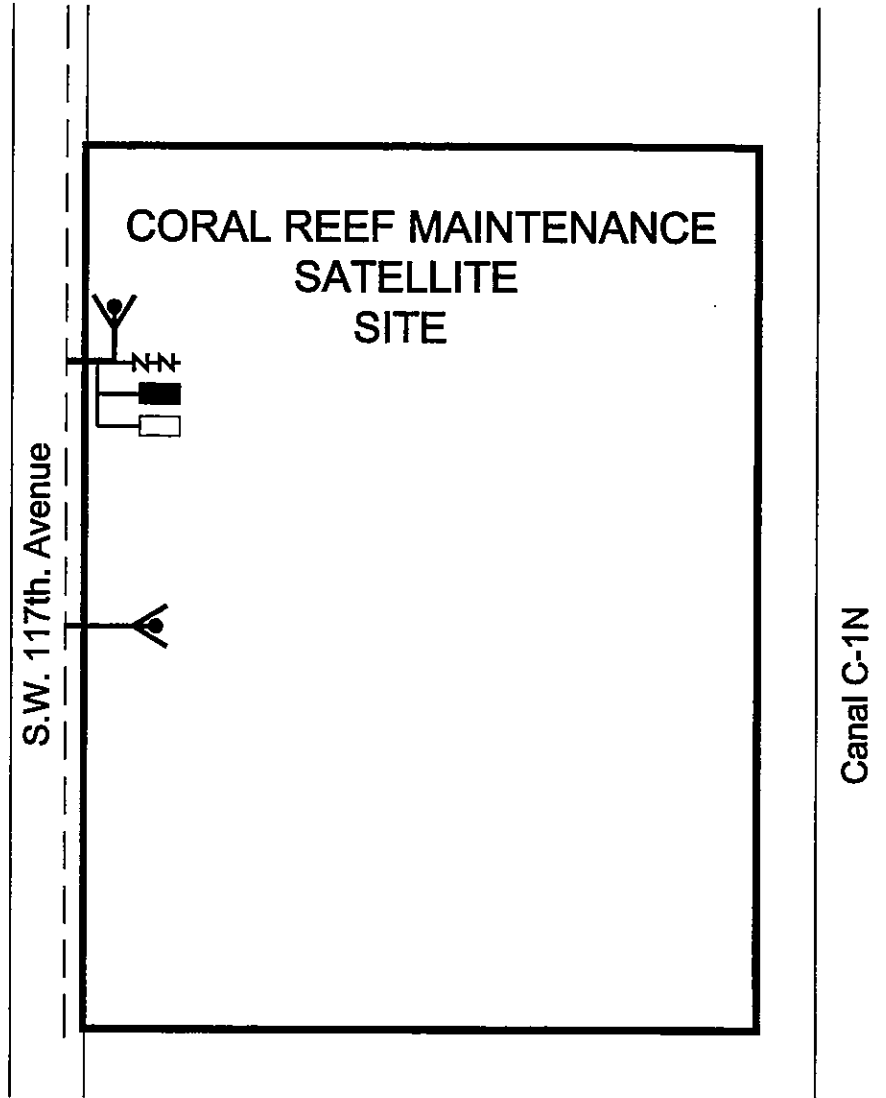 CORAL REEF MAINTENANCE
SATELLITE
SITE
S.W. 117th. Avenue
Canal C-1N